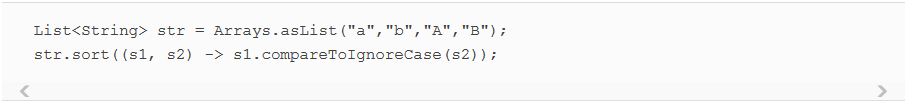 List<String> str = Arrays.asList("a","b","A","B");
str.sort((s1, s2) -> s1.compareToIgnoreCase(s2));